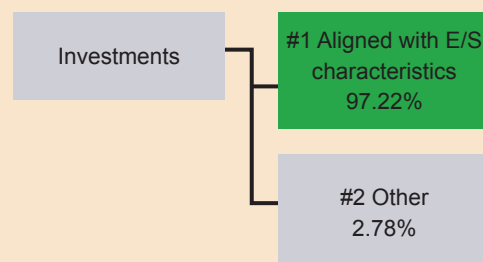 Investments
#1 Aligned with E/S
characteristics
97.22%
#2 Other
2.78%